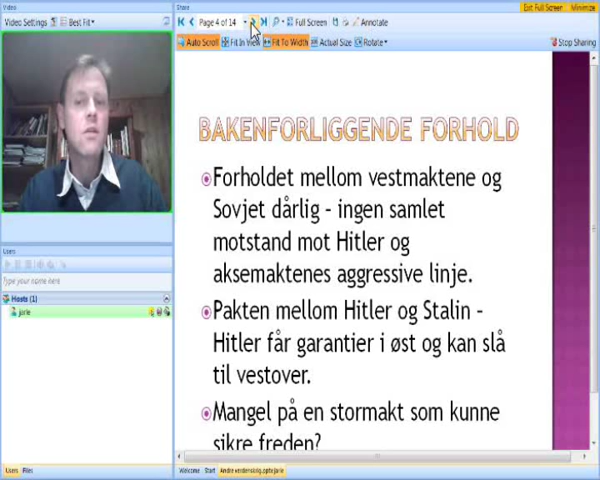 Video
Share
Exit Full Screen
Minimize
Video Settings
Best Fit
Page 4 of 14
Full Screen
Annotate
Auto Scroll
Fit In View
Fit To Width
Actual Size
Rotate
Stop Sharing
BAKENFORLIGGENDE FORHOLD
Forholdet mellom vestmaktene og
Sovjet dårlig - ingen samlet
motstand mot Hitler og
aksemaktenes aggressive linje.
Pakten mellom Hitler og Stalin -
Hitler får garantier i øst og kan slå
til vestover.
Mangel på en stormakt som kunne
sikre freden?
Users
Type your name here
Hosts (1)
jorle
Users
Files
Welcome
Start